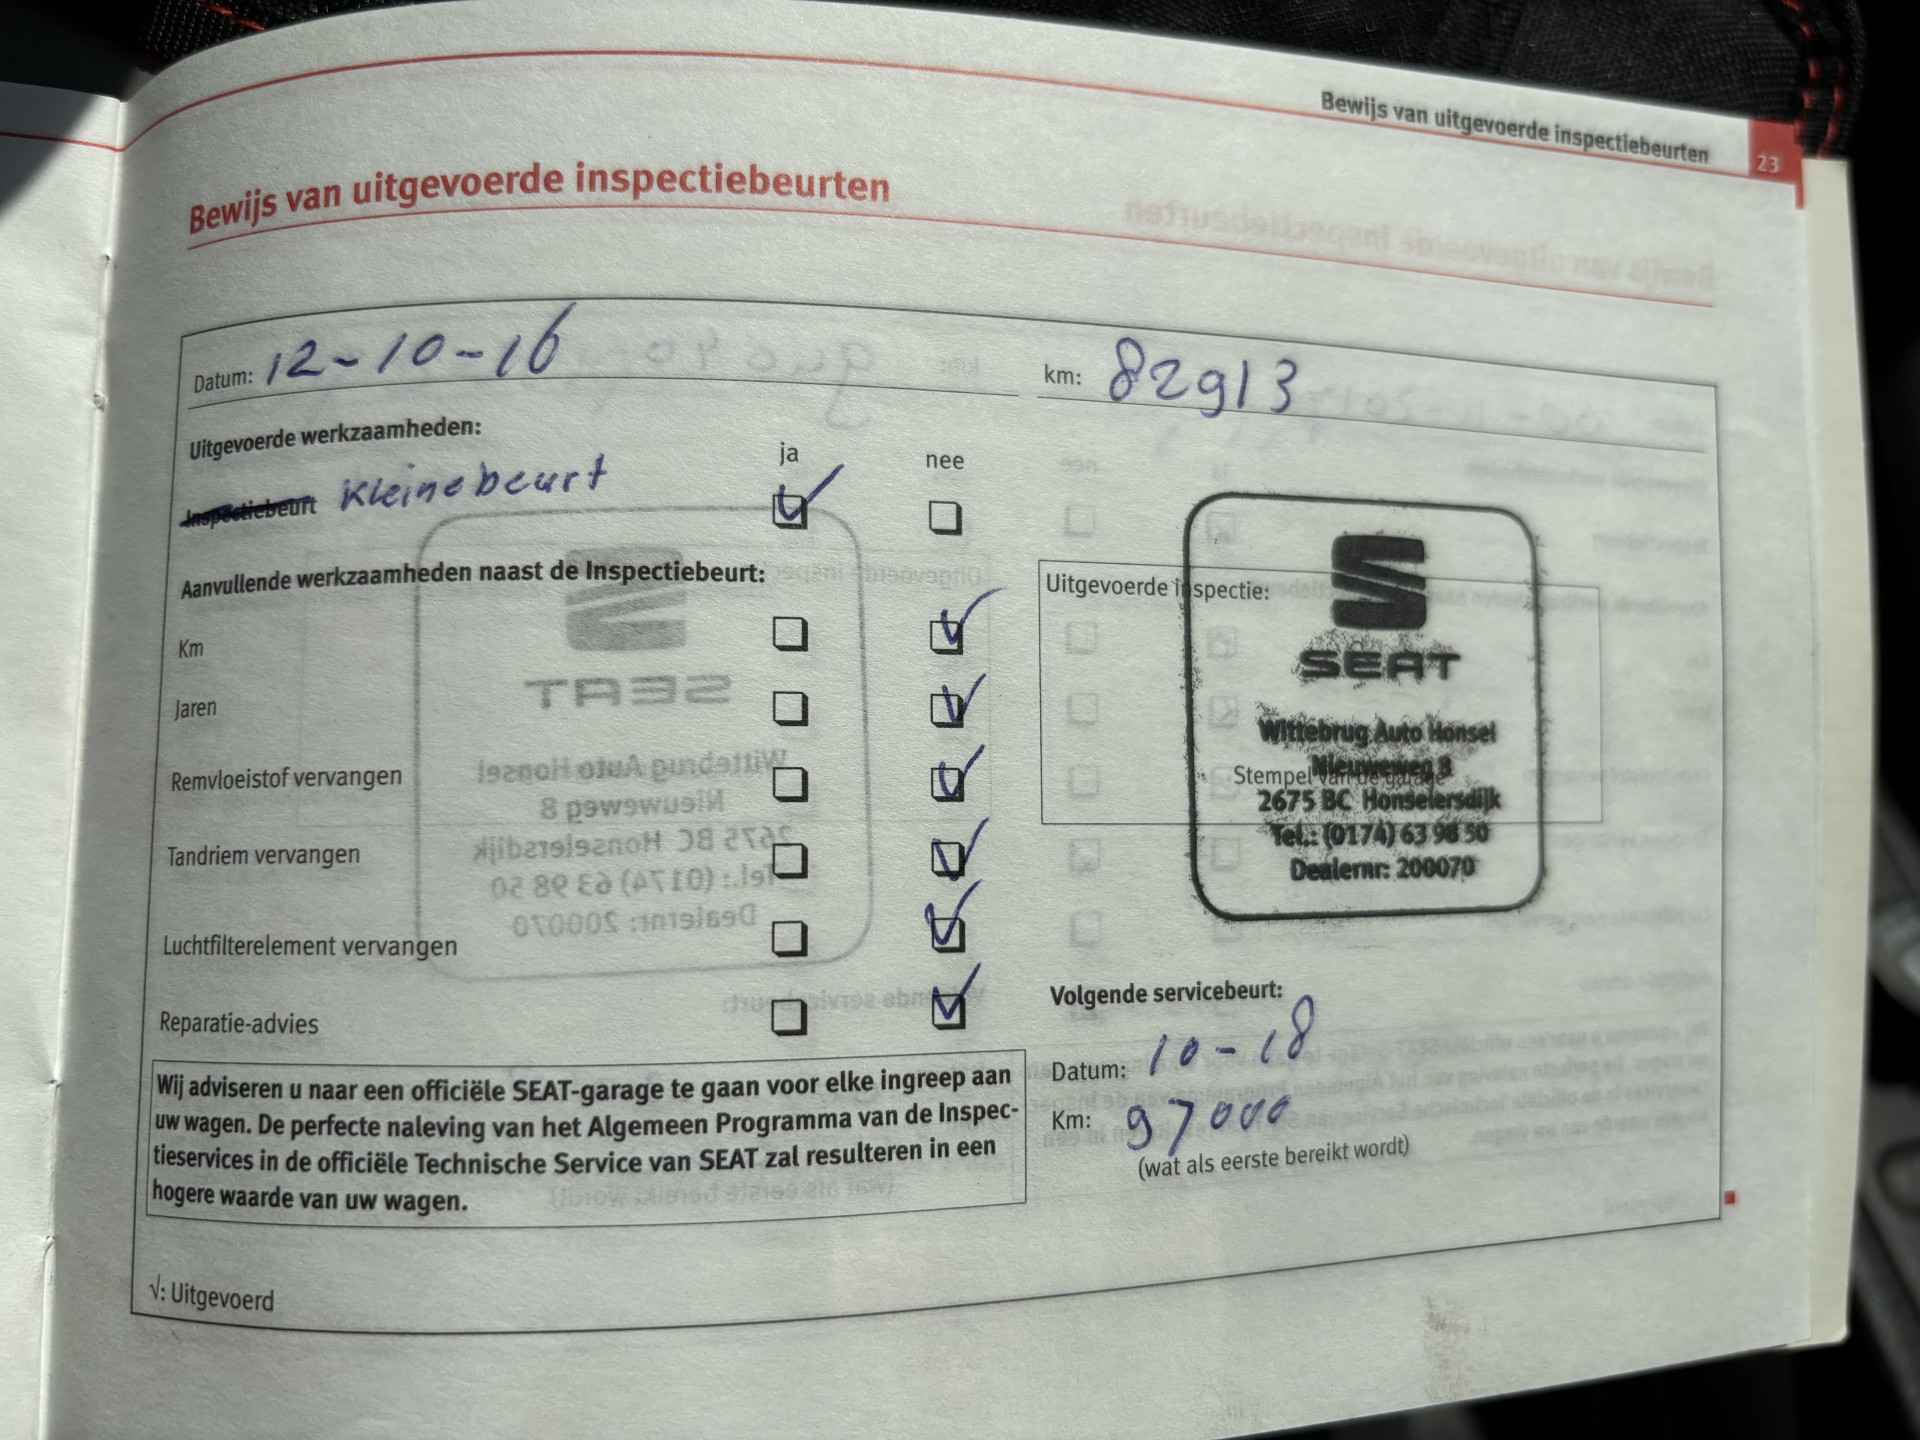 Bewijs van uitgevoerde inspectiebeurten
23
Bewijs van uitgevoerde inspectiebeurten
Datum: 12-10-16
km: 82913
Uitgevoerde werkzaamheden:
ja
nee
Inspectiebeurt Kleinebeurt
Aanvullende werkzaamheden naast de Inspectiebeurt:
Km
Jaren
Remvloeistof vervangen
Tandriem vervangen
Luchtfilterelement vervangen
Reparatie-advies
Uitgevoerde inspectie:
SEAT
Wittebrug Auto Honsel
Nieuweweg 8
Stempel van de garage
2675 BC Honselersdijk
Tel.: (0174) 63 98 50
Dealernr: 200070
Volgende servicebeurt:
Datum: 10-18
Km: 97000
(wat als eerste bereikt wordt)
Wij adviseren u naar een officiële SEAT-garage te gaan voor elke ingreep aan
uw wagen. De perfecte naleving van het Algemeen Programma van de Inspec-
tieservices in de officiële Technische Service van SEAT zal resulteren in een
hogere waarde van uw wagen.
√: Uitgevoerd